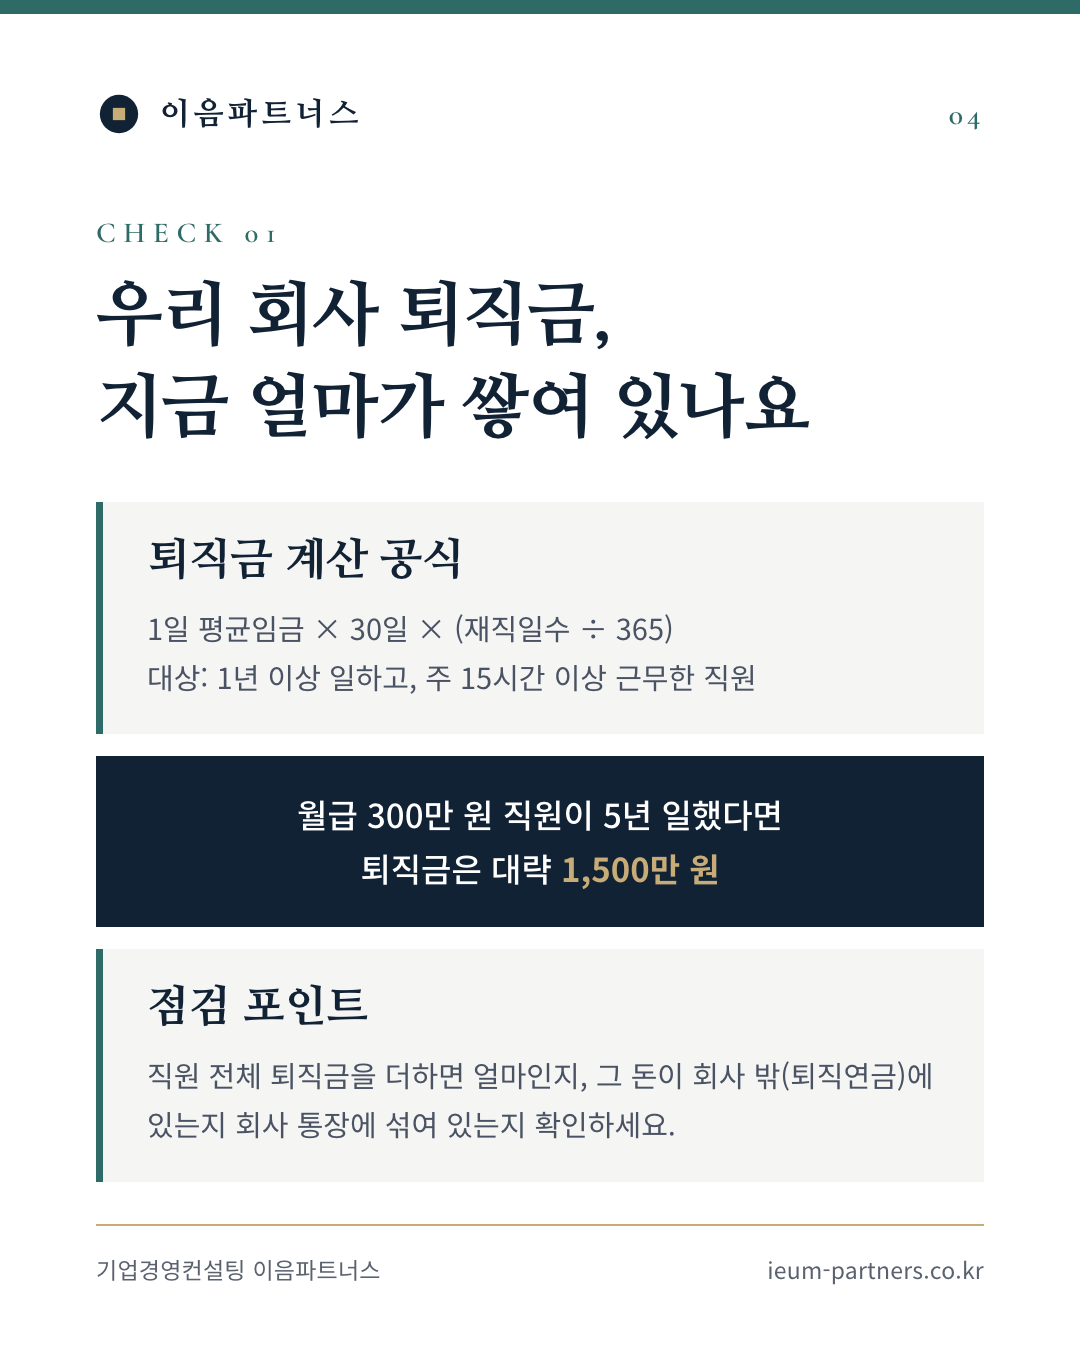 이음파트너스
04
CHECK 01
우리 회사 퇴직금,
지금 얼마가 쌓여 있나요
퇴직금 계산 공식
1일 평균임금 × 30일 × (재직일수 ÷ 365)
대상: 1년 이상 일하고, 주 15시간 이상 근무한 직원
월급 300만 원 직원이 5년 일했다면
퇴직금은 대략 1,500만 원
점검 포인트
직원 전체 퇴직금을 더하면 얼마인지, 그 돈이 회사 밖(퇴직연금)에
있는지 회사 통장에 섞여 있는지 확인하세요.
기업경영컨설팅 이음파트너스
ieum-partners.co.kr